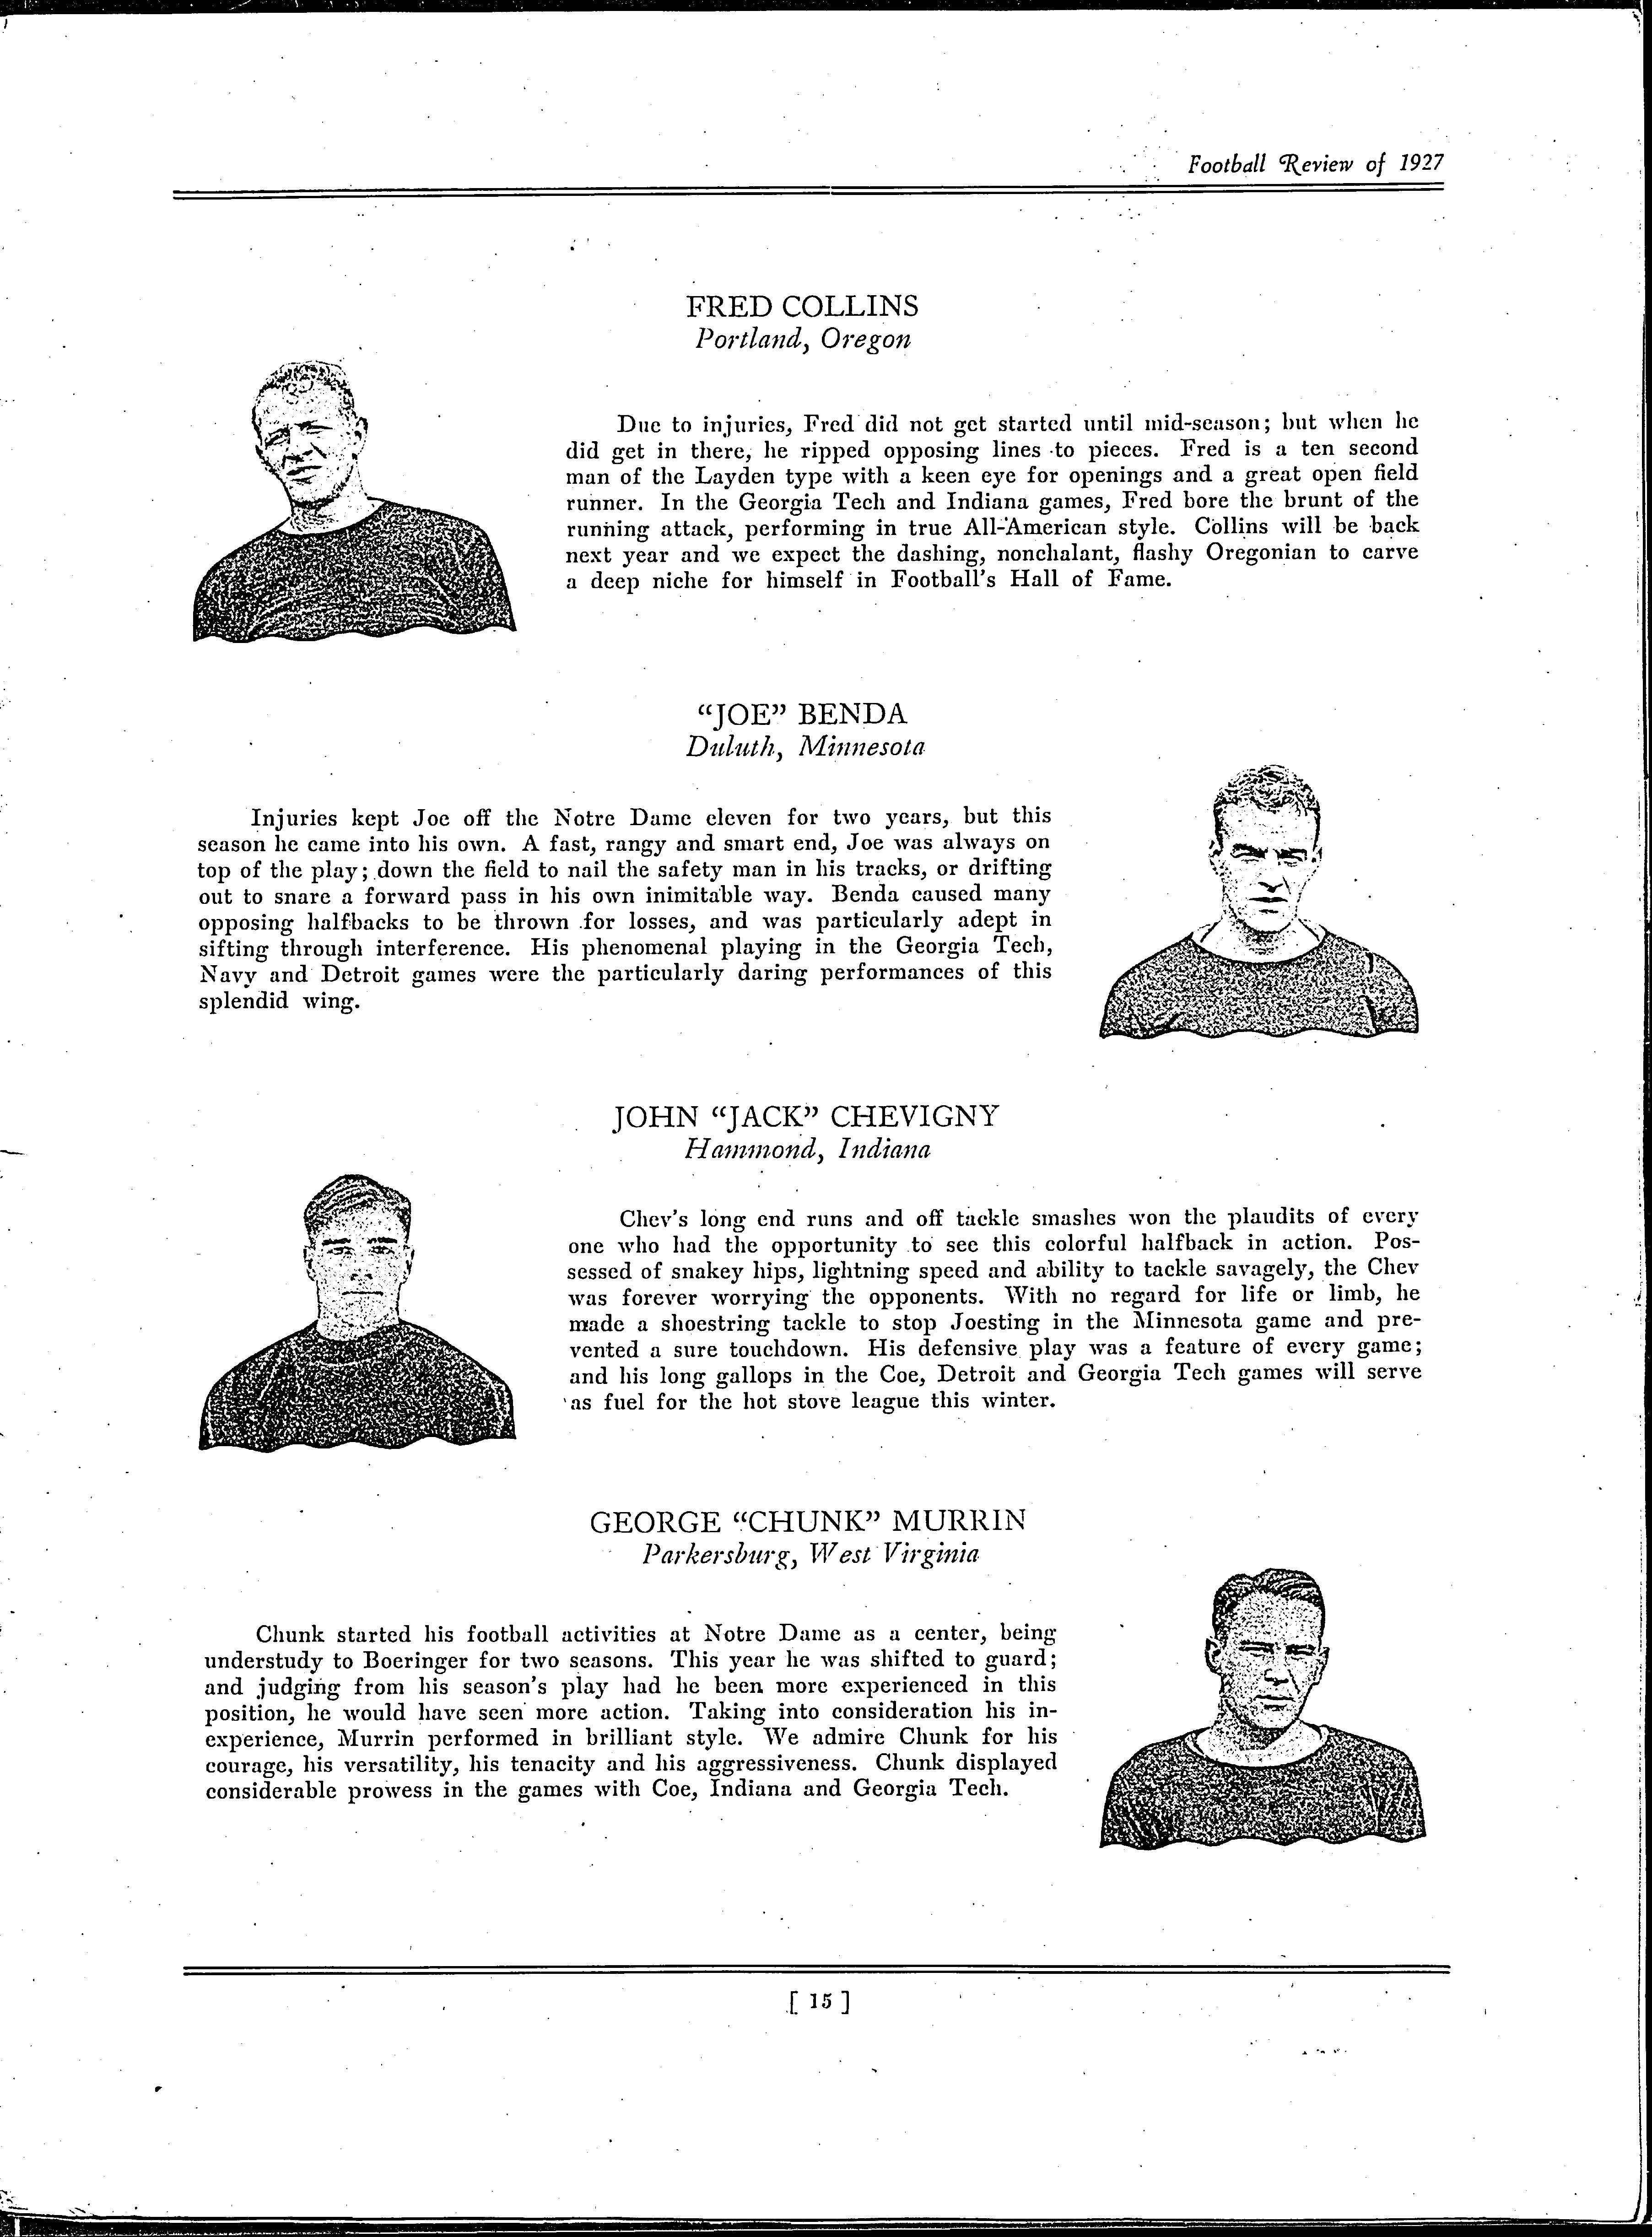 Football Review of 1927
FRED COLLINS
Portland, Oregon
Due to injuries, Fred did not get started until mid-season; but when he
did get in there, he ripped opposing lines to pieces. Fred is a ten second
man of the Layden type with a keen eye for openings and a great open field
runner. In the Georgia Tech and Indiana games, Fred bore the brunt of the
running attack, performing in true All-American style. Collins will be back
next year and we expect the dashing, nonchalant, flashy Oregonian to carve
a deep niche for himself in Football's Hall of Fame.
“JOE” BENDA
Duluth, Minnesota
Injuries kept Joe off the Notre Dame eleven for two years, but this
season he came into his own. A fast, rangy and smart end, Joe was always on
top of the play; down the field to nail the safety man in his tracks, or drifting
out to snare a forward pass in his own inimitable way. Benda caused many
opposing halfbacks to be thrown for losses, and was particularly adept in
sifting through interference. His phenomenal playing in the Georgia Tech,
Navy and Detroit games were the particularly daring performances of this
splendid wing.
JOHN “JACK” CHEVIGNY
Hammond, Indiana
Chev's long end runs and off tackle smashes won the plaudits of every
one who had the opportunity to see this colorful halfback in action. Pos-
sessed of snakey hips, lightning speed and ability to tackle savagely, the Chev
was forever worrying the opponents. With no regard for life or limb, he
made a shoestring tackle to stop Joesting in the Minnesota game and pre-
vented a sure touchdown. His defensive play was a feature of every game;
and his long gallops in the Coe, Detroit and Georgia Tech games will serve
as fuel for the hot stove league this winter.
GEORGE “CHUNK” MURRIN
Parkersburg, West Virginia
Chunk started his football activities at Notre Dame as a center, being
understudy to Boeringer for two seasons. This year he was shifted to guard;
and judging from his season's play had he been more experienced in this
position, he would have seen more action. Taking into consideration his in-
experience, Murrin performed in brilliant style. We admire Chunk for his
courage, his versatility, his tenacity and his aggressiveness. Chunk displayed
considerable prowess in the games with Coe, Indiana and Georgia Tech.
[ 15 ]